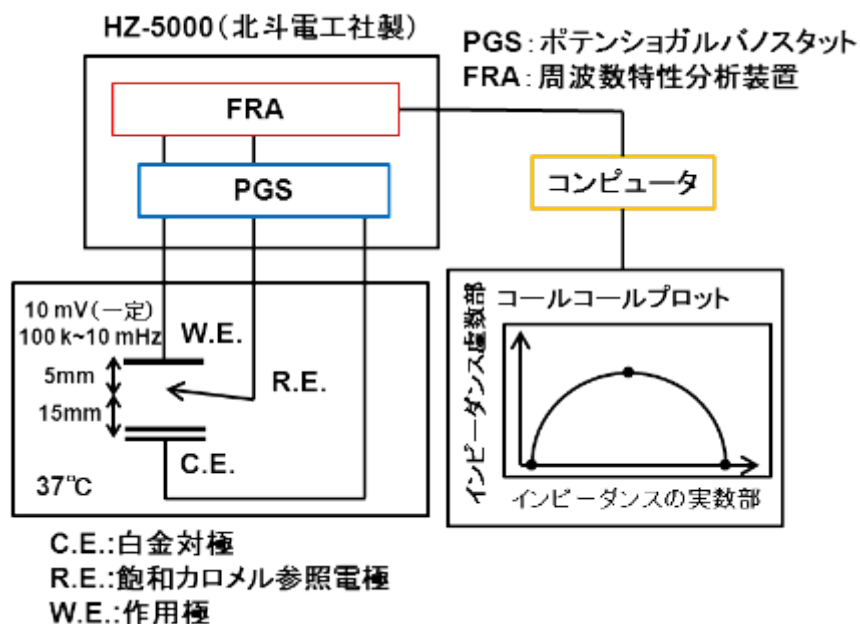 HZ-5000(北斗電工社製)
PGS:ポテンショガルバノスタット
FRA:周波数特性分析装置
FRA
PGS
コンピュータ
10 mV(一定)
100 k~10 mHz
W.E.
5mm
R.E.
15mm
C.E.
37℃
コールコールプロット
インピーダンス虚数部
インピーダンスの実数部
C.E.:白金対極
R.E.:飽和カロメル参照電極
W.E.:作用極